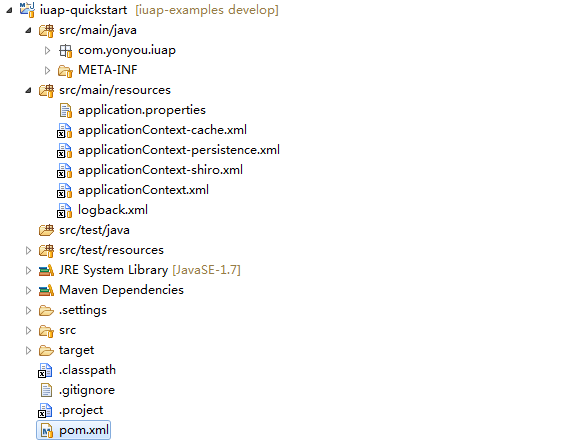 iuap-quickstart [iuap-examples develop]
src/main/java
com.yonyou.iuap
META-INF
src/main/resources
application.properties
applicationContext-cache.xml
applicationContext-persistence.xml
applicationContext-shiro.xml
applicationContext.xml
logback.xml
src/test/java
src/test/resources
JRE System Library [JavaSE-1.7]
Maven Dependencies
.settings
src
target
.classpath
.gitignore
.project
pom.xml